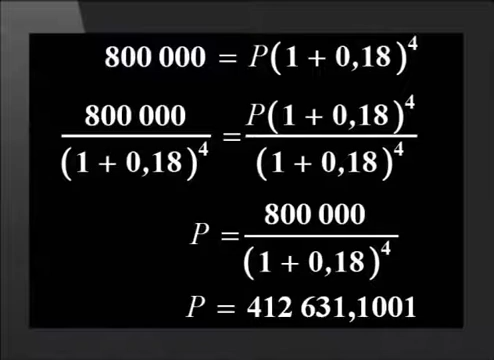 800 000 = P(1 + 0,18)⁴
800 000 / (1 + 0,18)⁴ = P(1 + 0,18)⁴ / (1 + 0,18)⁴
P = 800 000 / (1 + 0,18)⁴
P = 412 631,1001